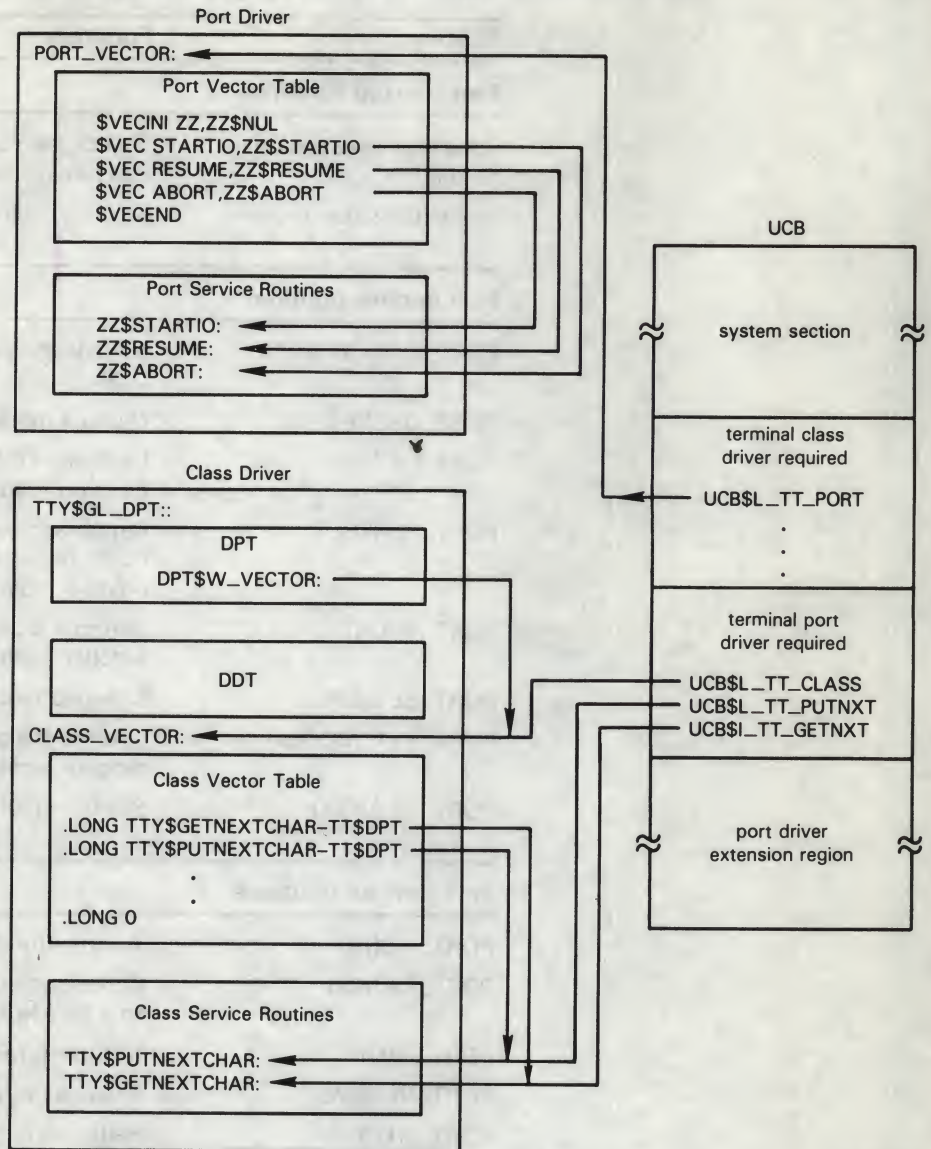 Port Driver
PORT_VECTOR:
Port Vector Table
$VECINI ZZ,ZZ$NUL
$VEC STARTIO,ZZ$STARTIO
$VEC RESUME,ZZ$RESUME
$VEC ABORT,ZZ$ABORT
$VECEND
Port Service Routines
ZZ$STARTIO:
ZZ$RESUME:
ZZ$ABORT:
Class Driver
TTY$GL_DPT::
DPT
DPT$W_VECTOR:
DDT
CLASS_VECTOR:
Class Vector Table
.LONG TTY$GETNEXTCHAR–TT$DPT
.LONG TTY$PUTNEXTCHAR–TT$DPT
.
.
.LONG 0
Class Service Routines
TTY$PUTNEXTCHAR:
TTY$GETNEXTCHAR:
UCB
system section
terminal class
driver required
UCB$L_TT_PORT
.
.
.
terminal port
driver required
UCB$L_TT_CLASS
UCB$L_TT_PUTNXT
UCB$I_TT_GETNXT
port driver
extension region